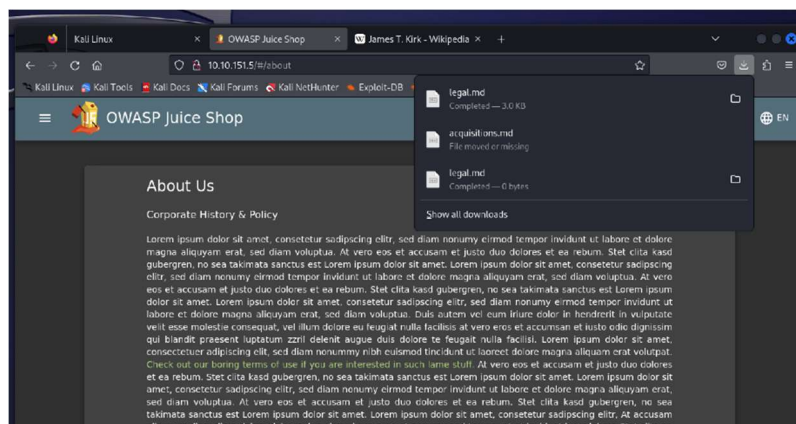 Kali Linux
OWASP Juice Shop
James T. Kirk - Wikipedia
10.10.151.5/#/about
Kali Linux Kali Tools Kali Docs Kali Forums Kali NetHunter Exploit-DB
legal.md
Completed — 3.0 KB
acquisitions.md
File moved or missing
legal.md
Completed — 0 bytes
Show all downloads
OWASP Juice Shop
EN
About Us
Corporate History & Policy
Lorem ipsum dolor sit amet, consetetur sadipscing elitr, sed diam nonumy eirmod tempor invidunt ut labore et dolore
magna aliquyam erat, sed diam voluptua. At vero eos et accusam et justo duo dolores et ea rebum. Stet clita kasd
gubergren, no sea takimata sanctus est Lorem ipsum dolor sit amet. Lorem ipsum dolor sit amet, consetetur sadipscing
elitr, sed diam nonumy eirmod tempor invidunt ut labore et dolore magna aliquyam erat, sed diam voluptua. At vero
eos et accusam et justo duo dolores et ea rebum. Stet clita kasd gubergren, no sea takimata sanctus est Lorem ipsum
dolor sit amet. Lorem ipsum dolor sit amet, consetetur sadipscing elitr, sed diam nonumy eirmod tempor invidunt ut
labore et dolore magna aliquyam erat, sed diam voluptua. Duis autem vel eum iriure dolor in hendrerit in vulputate
velit esse molestie consequat, vel illum dolore eu feugiat nulla facilisis at vero eros et accumsan et iusto odio dignissim
qui blandit praesent luptatum zzril delenit augue duis dolore te feugait nulla facilisi. Lorem ipsum dolor sit amet,
consectetuer adipiscing elit, sed diam nonummy nibh euismod tincidunt ut laoreet dolore magna aliquam erat volutpat.
Check out our boring terms of use if you are interested in such lame stuff. At vero eos et accusam et justo duo dolores
et ea rebum. Stet clita kasd gubergren, no sea takimata sanctus est Lorem ipsum dolor sit amet. Lorem ipsum dolor sit
amet, consetetur sadipscing elitr, sed diam nonumy eirmod tempor invidunt ut labore et dolore magna aliquyam erat,
sed diam voluptua. At vero eos et accusam et justo duo dolores et ea rebum. Stet clita kasd gubergren, no sea
takimata sanctus est Lorem ipsum dolor sit amet. Lorem ipsum dolor sit amet, consetetur sadipscing elitr, At accusam